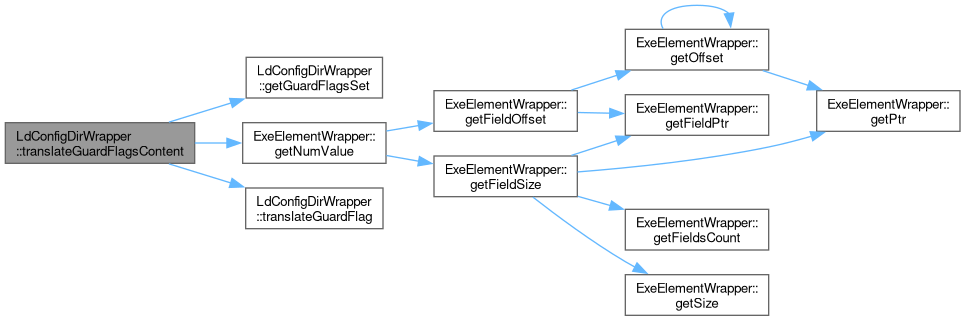 LdConfigDirWrapper
::translateGuardFlagsContent
LdConfigDirWrapper
::getGuardFlagsSet
ExeElementWrapper::
getNumValue
LdConfigDirWrapper
::translateGuardFlag
ExeElementWrapper::
getFieldOffset
ExeElementWrapper::
getFieldSize
ExeElementWrapper::
getOffset
ExeElementWrapper::
getFieldPtr
ExeElementWrapper::
getFieldsCount
ExeElementWrapper::
getSize
ExeElementWrapper::
getPtr